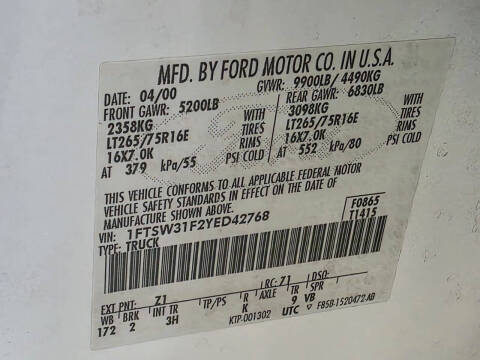 MFD. BY FORD MOTOR CO. IN U.S.A.
DATE: 04/00 GVWR: 9900LB/ 4490KG
FRONT GAWR: 5200LB REAR GAWR: 6830LB
2358KG WITH 3098KG WITH
LT265/75R16E TIRES LT265/75R16E TIRES
16X7.0K RIMS 16X7.0K RIMS
AT 379 kPa/55 PSI COLD AT 552 kPa/80 PSI COLD
THIS VEHICLE CONFORMS TO ALL APPLICABLE FEDERAL MOTOR
VEHICLE SAFETY STANDARDS IN EFFECT ON THE DATE OF
MANUFACTURE SHOWN ABOVE.
VIN: 1FTSW31F2YED42768 F0865
TYPE: TRUCK T1415
EXT PNT: Z1 RC: Z1 DSO:
WB BRK INT TR TP/PS R AXLE TR SPR
172 2 3H K 9 VB
KTP-001302 UTC ▽ F85B-1520472 AB